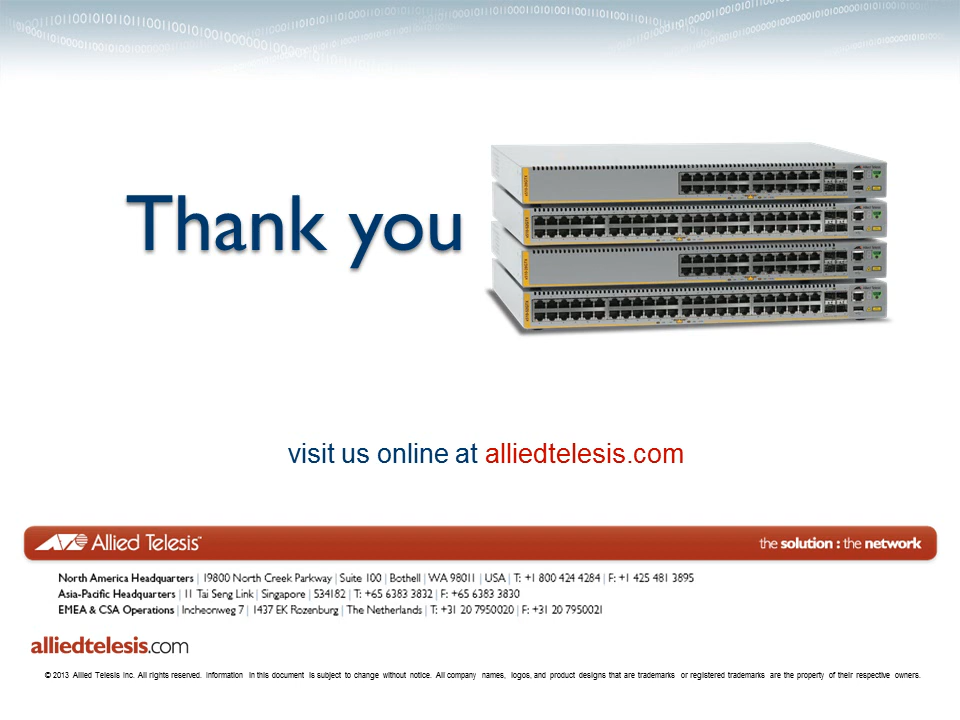 Thank you
visit us online at alliedtelesis.com
Allied Telesis™
the solution : the network
North America Headquarters | 19800 North Creek Parkway | Suite 100 | Bothell | WA 98011 | USA | T: +1 800 424 4284 | F: +1 425 481 3895
Asia-Pacific Headquarters | 11 Tai Seng Link | Singapore | 534182 | T: +65 6383 3832 | F: +65 6383 3830
EMEA & CSA Operations | Incheonweg 7 | 1437 EK Rozenburg | The Netherlands | T: +31 20 7950020 | F: +31 20 7950021
alliedtelesis.com
© 2013 Allied Telesis Inc. All rights reserved. Information in this document is subject to change without notice. All company names, logos, and product designs that are trademarks or registered trademarks are the property of their respective owners.